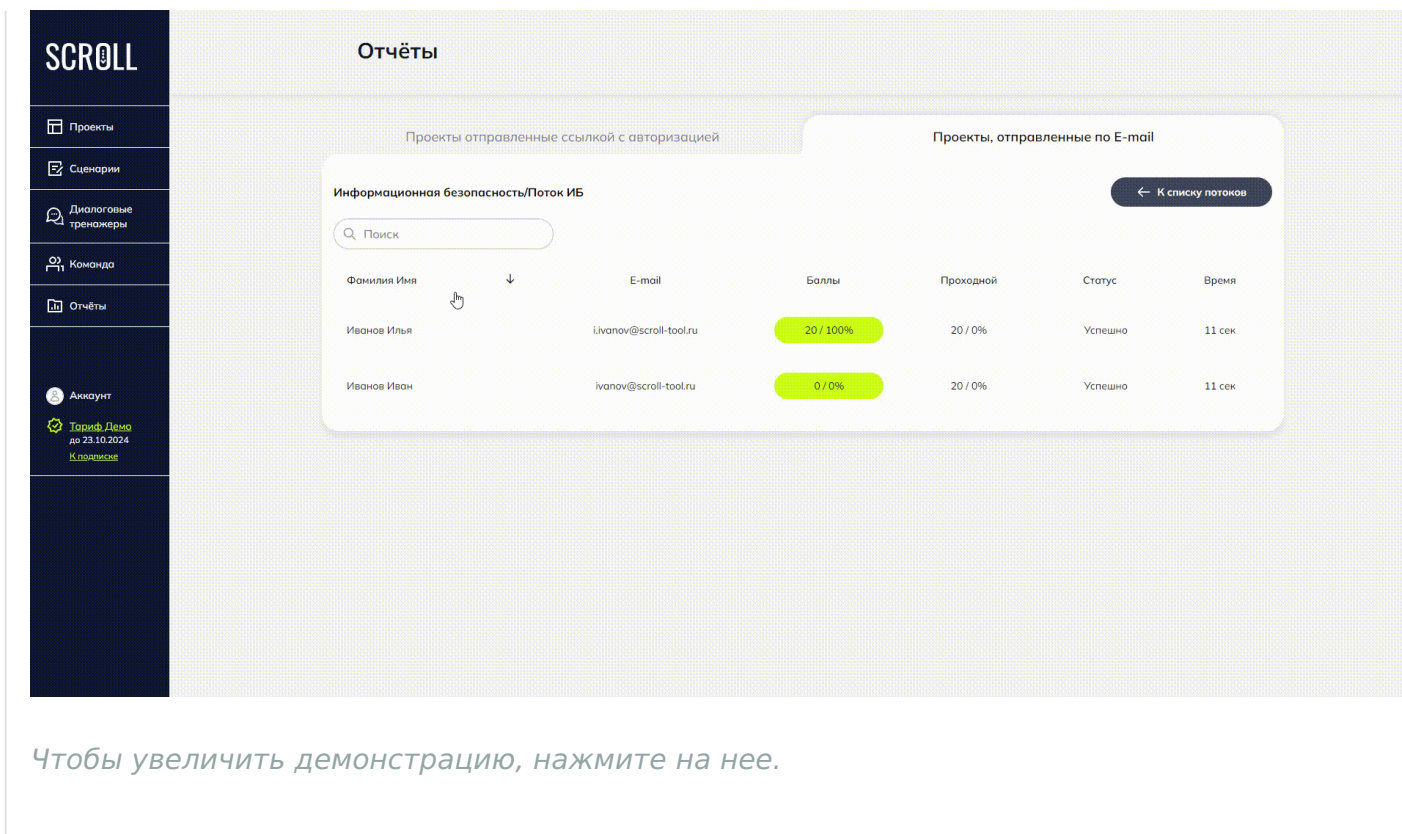 SCROLL
Отчёты
Проекты
Сценарии
Диалоговые
тренажеры
Команда
Отчёты
Аккаунт
Тариф Демо
до 23.10.2024
К подписке
Проекты отправленные ссылкой с авторизацией
Проекты, отправленные по E-mail
Информационная безопасность/Поток ИБ
← К списку потоков
Поиск
Фамилия Имя ↓ E-mail Баллы Проходной Статус Время
Иванов Илья i.ivanov@scroll-tool.ru 20 / 100% 20 / 0% Успешно 11 сек
Иванов Иван ivanov@scroll-tool.ru 0 / 0% 20 / 0% Успешно 11 сек
Чтобы увеличить демонстрацию, нажмите на нее.